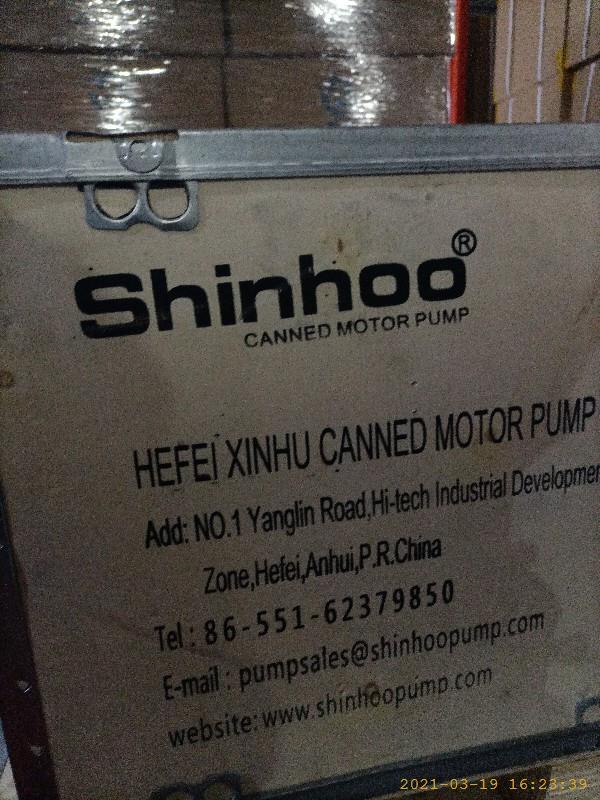 Shinhoo®
CANNED MOTOR PUMP
HEFEI XINHU CANNED MOTOR PUMP
Add: NO.1 Yanglin Road,Hi-tech Industrial Developmen
Zone,Hefei,Anhui,P.R.China
Tel : 86-551-62379850
E-mail : pumpsales@shinhoopump.com
website: www.shinhoopump.com
2021-03-19 16:23:39